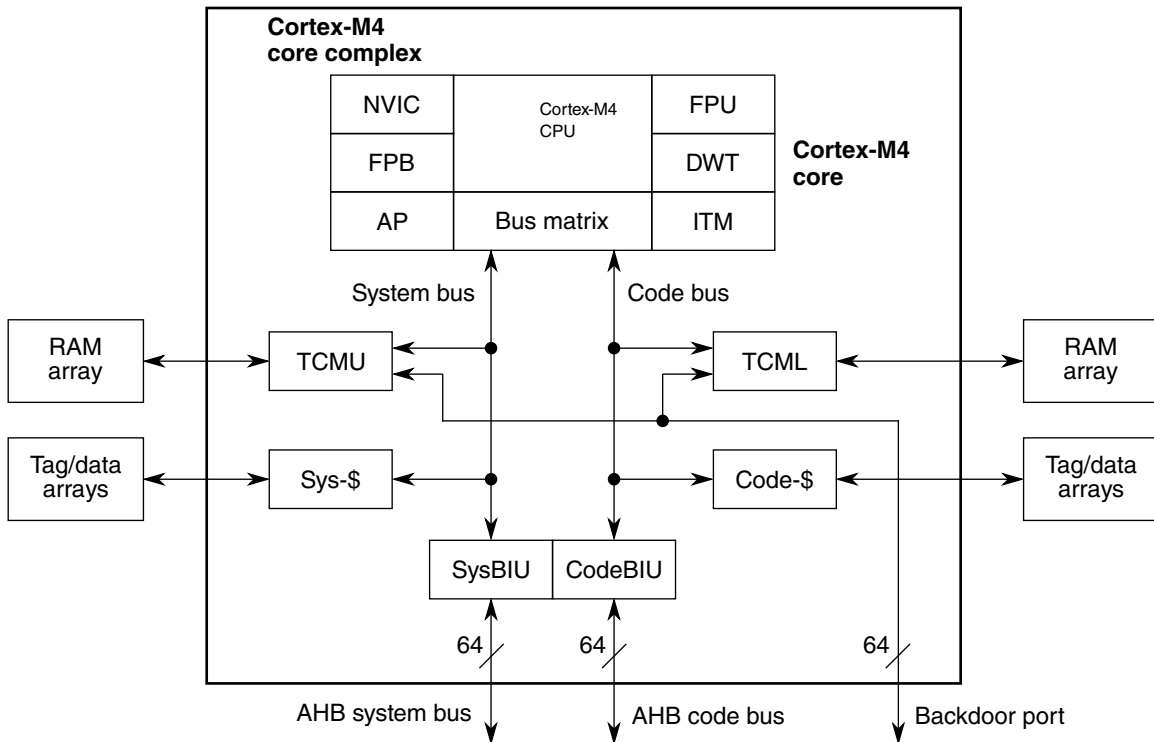 Cortex-M4
core complex
NVIC
Cortex-M4
CPU
FPU
FPB
DWT
Cortex-M4
core
AP
Bus matrix
ITM
System bus
Code bus
RAM
array
TCMU
TCML
RAM
array
Tag/data
arrays
Sys-$
Code-$
Tag/data
arrays
SysBIU
CodeBIU
64
64
64
AHB system bus
AHB code bus
Backdoor port